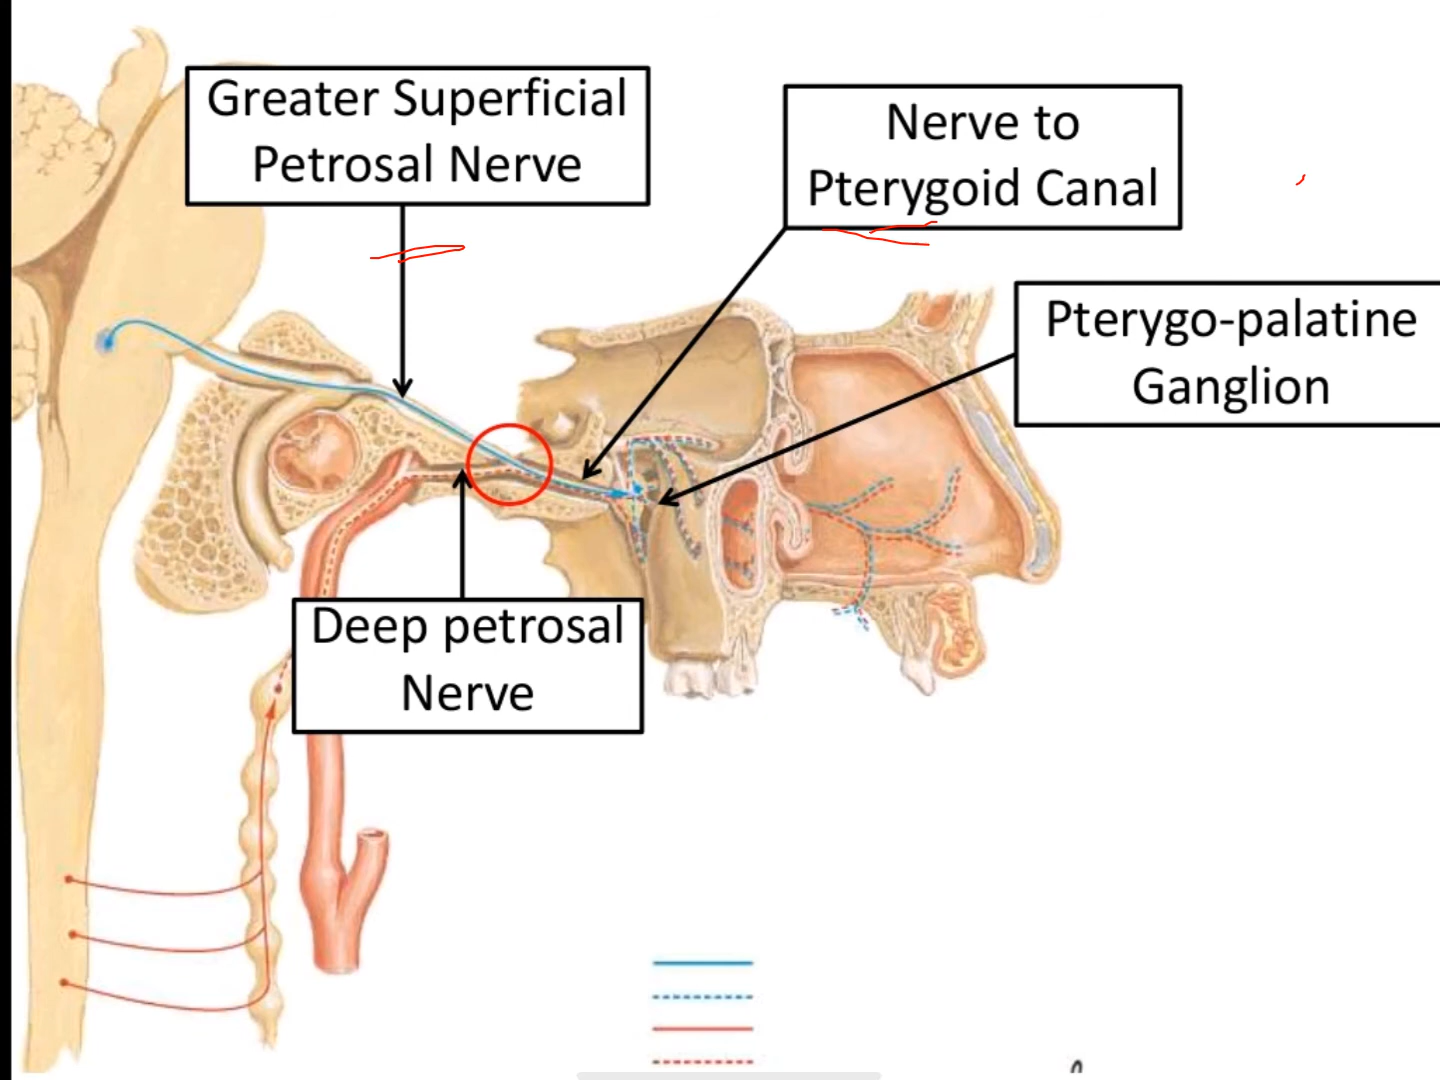 Greater Superficial
Petrosal Nerve
Nerve to
Pterygoid Canal
Pterygo-palatine
Ganglion
Deep petrosal
Nerve